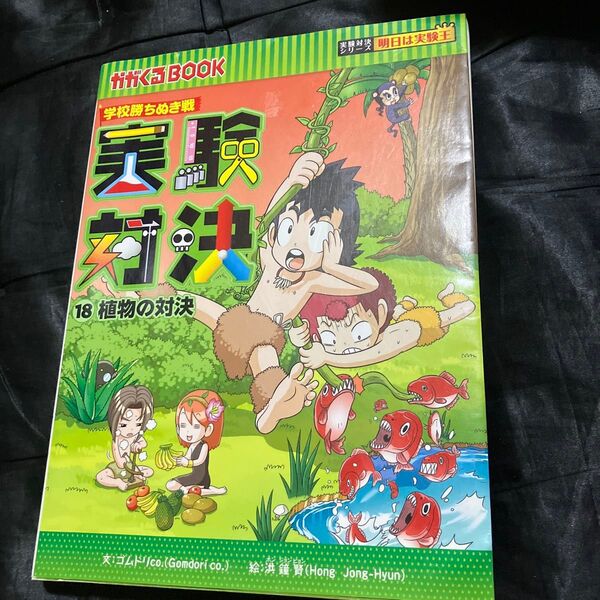 かがくるBOOK
実験対決
シリーズ
明日は実験王
学校勝ちぬき戦
実験
対決
18 植物の対決
文:ゴムドリco.(Gomdori co.) 絵:洪鐘賢(Hong Jong-Hyun)